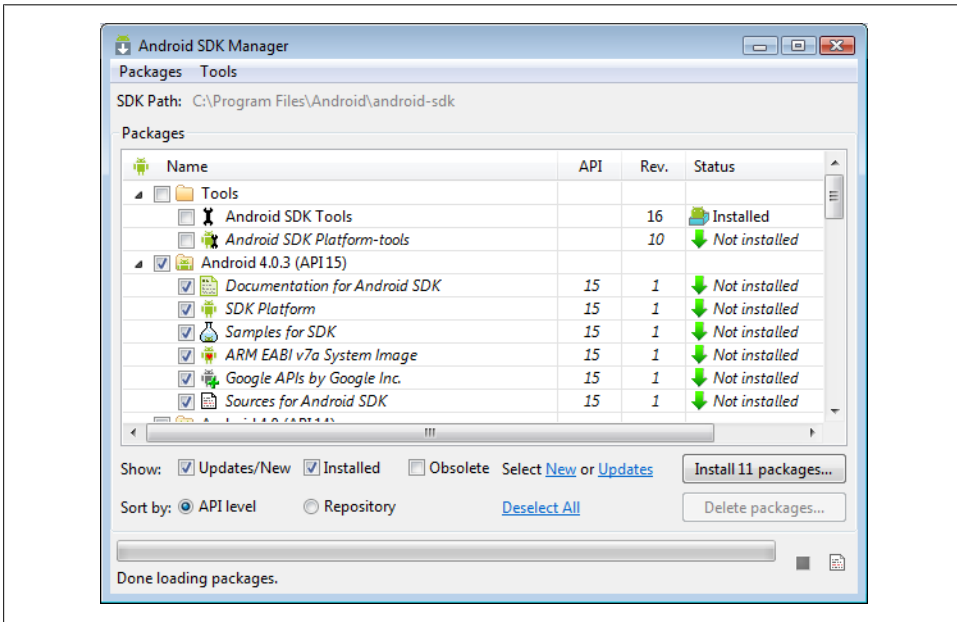 Android SDK Manager
Packages Tools
SDK Path: C:\Program Files\Android\android-sdk
Packages
Name API Rev. Status
Tools
Android SDK Tools 16 Installed
Android SDK Platform-tools 10 Not installed
Android 4.0.3 (API 15)
Documentation for Android SDK 15 1 Not installed
SDK Platform 15 1 Not installed
Samples for SDK 15 1 Not installed
ARM EABI v7a System Image 15 1 Not installed
Google APIs by Google Inc. 15 1 Not installed
Sources for Android SDK 15 1 Not installed
Show: Updates/New Installed Obsolete Select New or Updates Install 11 packages...
Sort by: API level Repository Deselect All Delete packages...
Done loading packages.